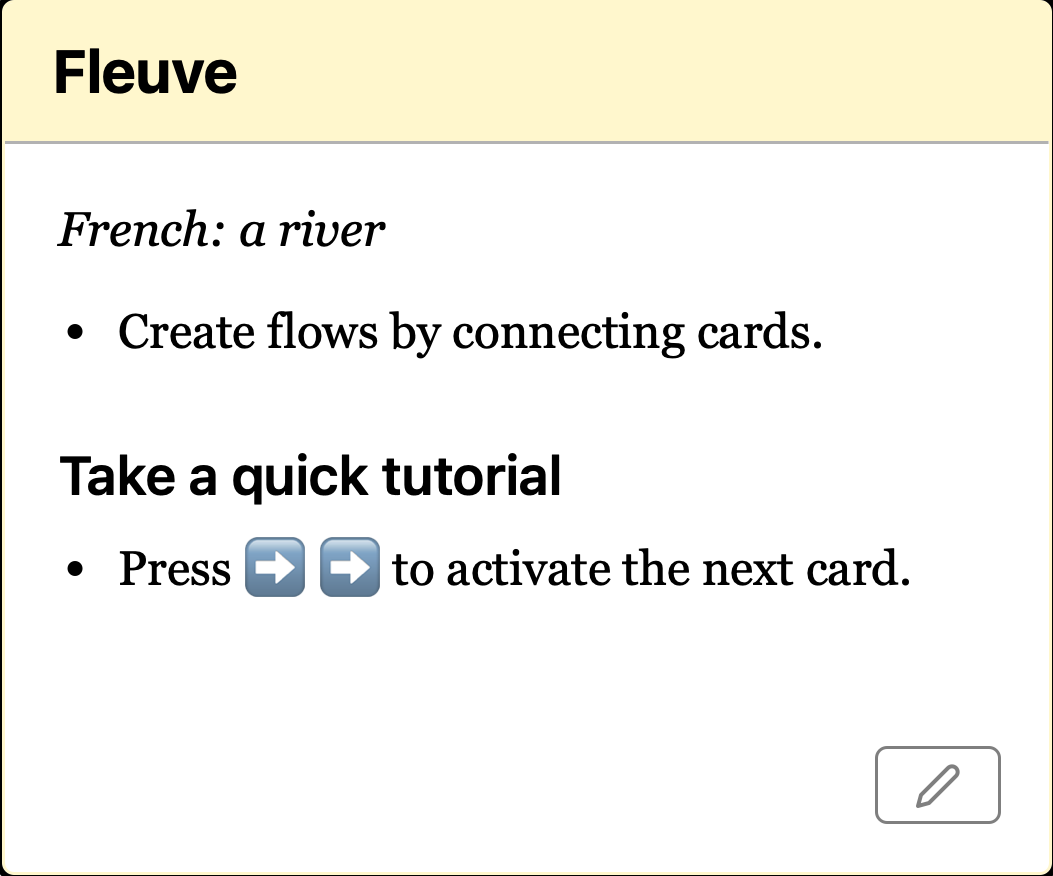 Fleuve
French: a river
• Create flows by connecting cards.
Take a quick tutorial
• Press ➡️ ➡️ to activate the next card.